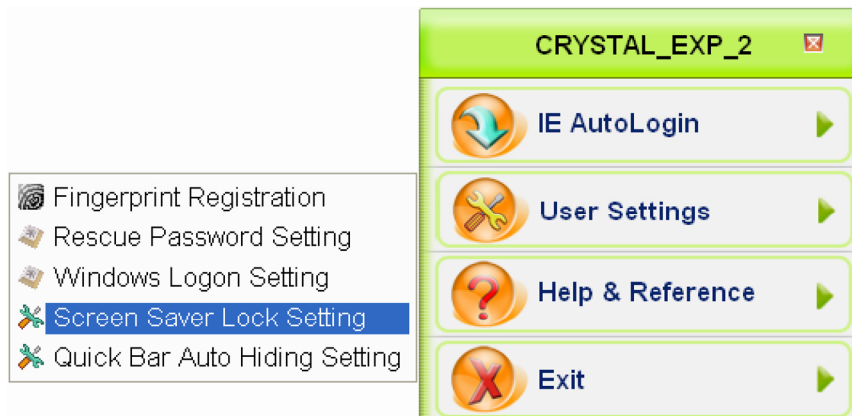 CRYSTAL_EXP_2
IE AutoLogin
User Settings
Help & Reference
Exit
Fingerprint Registration
Rescue Password Setting
Windows Logon Setting
Screen Saver Lock Setting
Quick Bar Auto Hiding Setting